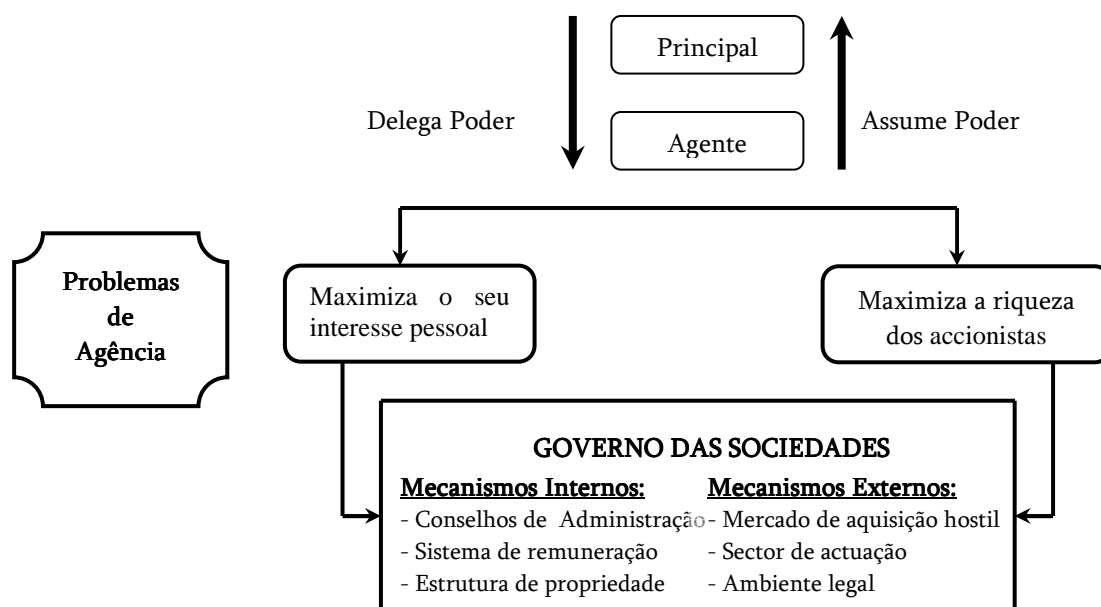 Principal
Delega Poder
Assume Poder
Agente
Problemas
de
Agência
Maximiza o seu
interesse pessoal
Maximiza a riqueza
dos accionistas
GOVERNO DAS SOCIEDADES
Mecanismos Internos: Mecanismos Externos:
- Conselhos de Administração - Mercado de aquisição hostil
- Sistema de remuneração - Sector de actuação
- Estrutura de propriedade - Ambiente legal